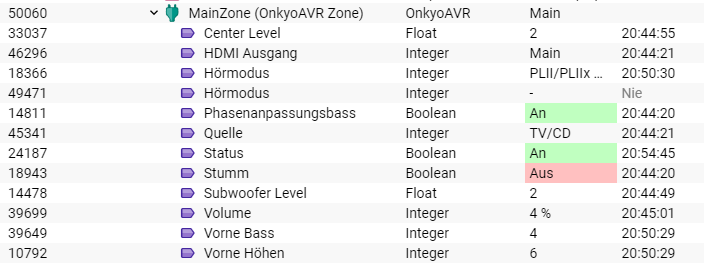 50060 MainZone (OnkyoAVR Zone) OnkyoAVR Main
33037 Center Level Float 2 20:44:55
46296 HDMI Ausgang Integer Main 20:44:21
18366 Hörmodus Integer PLII/PLIIx ... 20:50:30
49471 Hörmodus Integer - Nie
14811 Phasenanpassungsbass Boolean An 20:44:20
45341 Quelle Integer TV/CD 20:44:21
24187 Status Boolean An 20:54:45
18943 Stumm Boolean Aus 20:44:20
14478 Subwoofer Level Float 2 20:44:49
39699 Volume Integer 4 % 20:45:01
39649 Vorne Bass Integer 4 20:50:29
10792 Vorne Höhen Integer 6 20:50:29